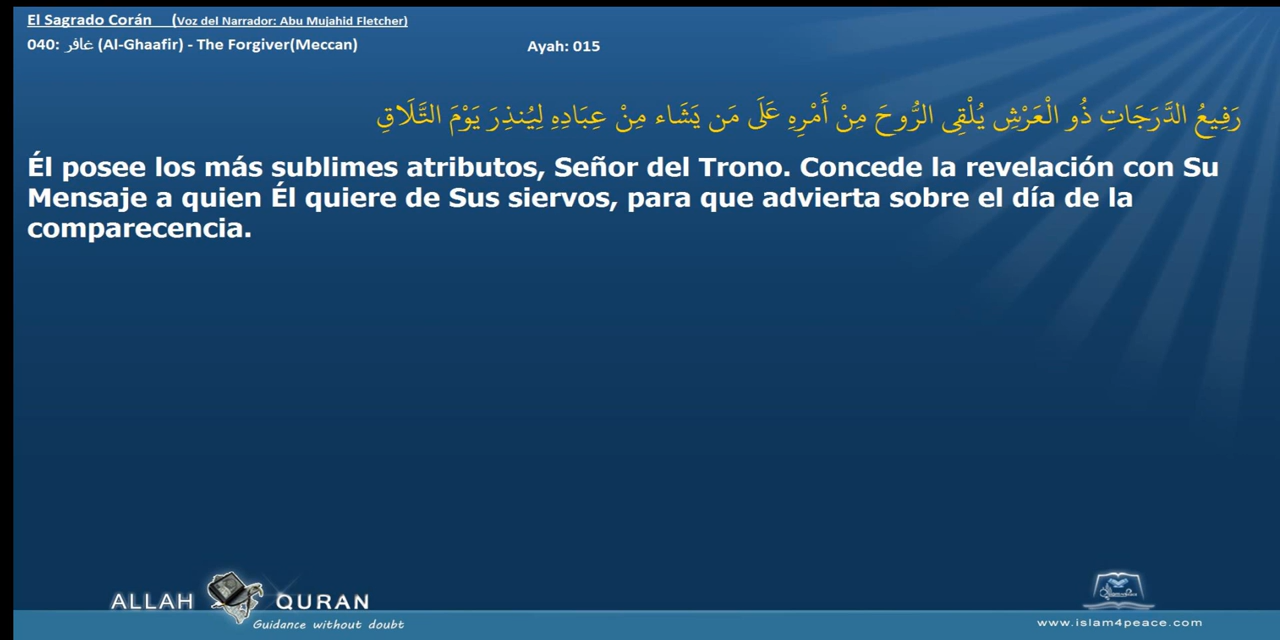 El Sagrado Corán (Voz del Narrador: Abu Mujahid Fletcher)
040: غافر (Al-Ghaafir) - The Forgiver(Meccan)
Ayah: 015
رَفِيعُ الدَّرَجَاتِ ذُو الْعَرْشِ يُلْقِى الرُّوحَ مِنْ أَمْرِهِ عَلَى مَن يَشَاء مِنْ عِبَادِهِ لِيُنذِرَ يَوْمَ التَّلَاقِ
Él posee los más sublimes atributos, Señor del Trono. Concede la revelación con Su
Mensaje a quien Él quiere de Sus siervos, para que advierta sobre el día de la
comparecencia.
ALLAH QURAN
Guidance without doubt
www.islam4peace.com